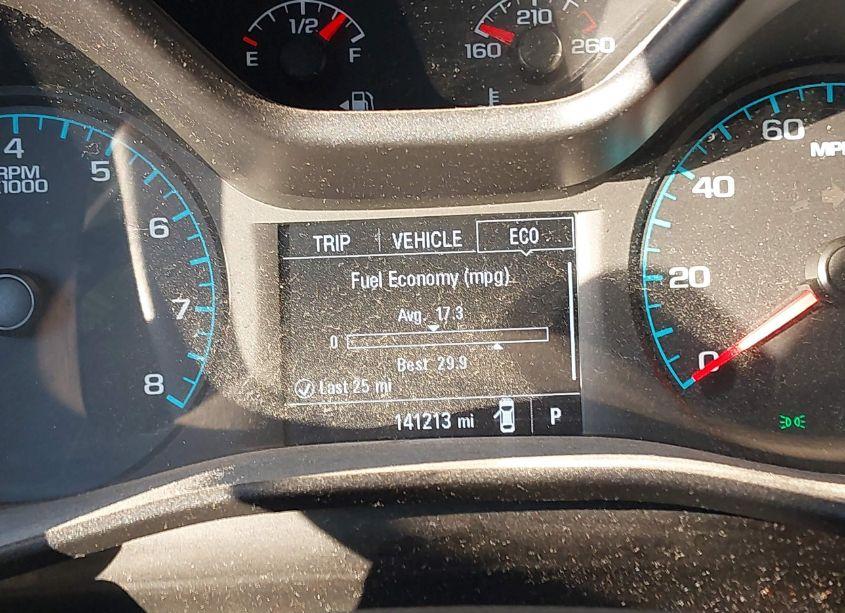 E 1/2 F
160 210 260
4 5 6 7 8
RPM
x1000
0 20 40 60
MPH
TRIP VEHICLE ECO
Fuel Economy (mpg)
Avg. 17.3
0
Best 29.9
Last 25 mi
141213 mi P